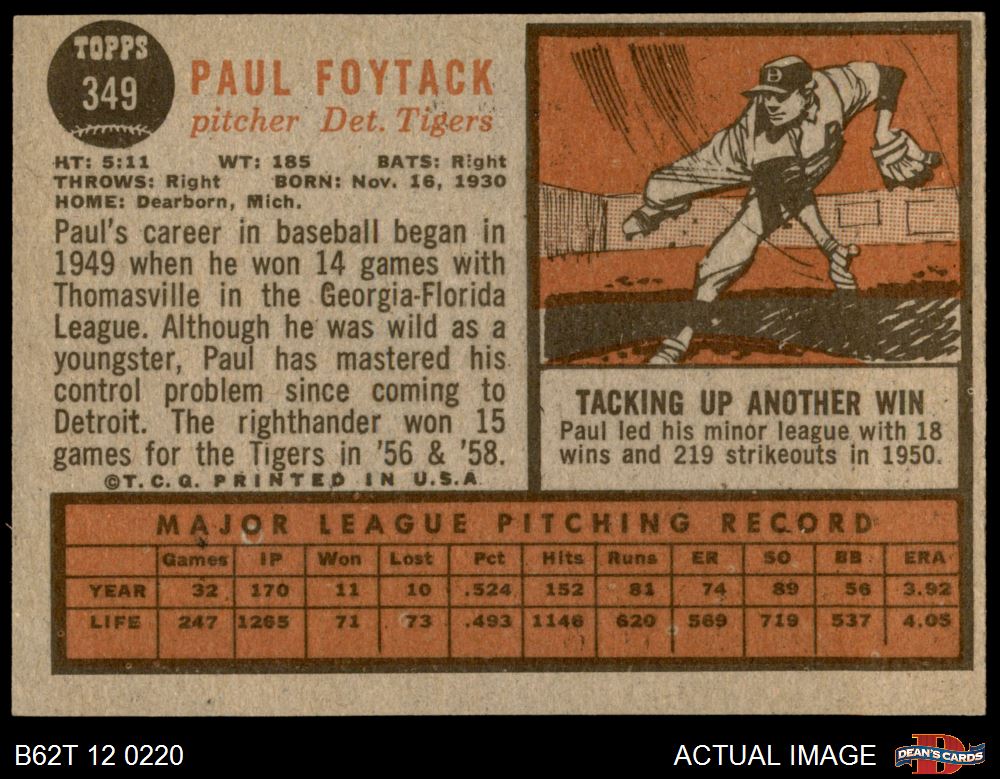 TOPPS
349
PAUL FOYTACK
pitcher Det. Tigers
HT: 5:11 WT: 185 BATS: Right
THROWS: Right BORN: Nov. 16, 1930
HOME: Dearborn, Mich.
Paul's career in baseball began in
1949 when he won 14 games with
Thomasville in the Georgia-Florida
League. Although he was wild as a
youngster, Paul has mastered his
control problem since coming to
Detroit. The righthander won 15
games for the Tigers in '56 & '58.
©T.C.G. PRINTED IN U.S.A.
D
TACKING UP ANOTHER WIN
Paul led his minor league with 18
wins and 219 strikeouts in 1950.
MAJOR LEAGUE PITCHING RECORD
Games IP Won Lost Pct Hits Runs ER SO BB ERA
YEAR 32 170 11 10 .524 152 81 74 89 56 3.92
LIFE 247 1265 71 73 .493 1146 620 569 719 537 4.05
B62T 12 0220
ACTUAL IMAGE
D
DEAN'S CARDS